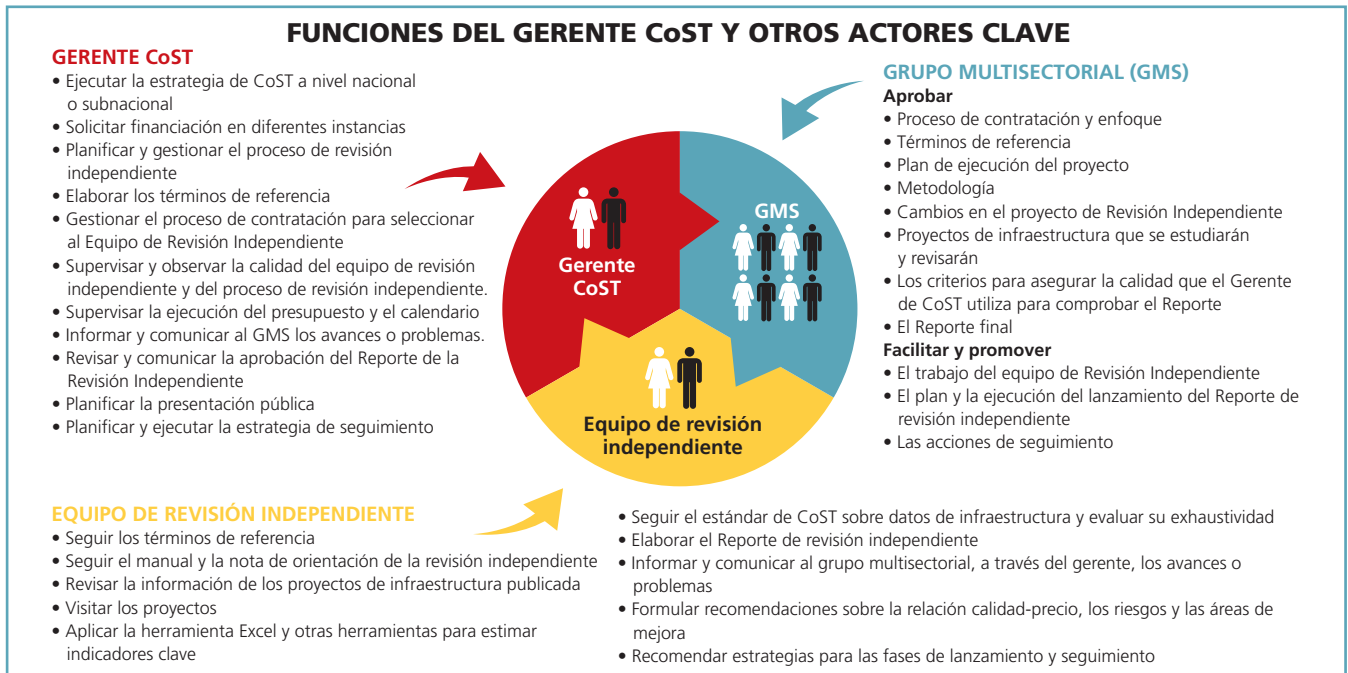 FUNCIONES DEL GERENTE CoST Y OTROS ACTORES CLAVE
GERENTE CoST
• Ejecutar la estrategia de CoST a nivel nacional
o subnacional
• Solicitar financiación en diferentes instancias
• Planificar y gestionar el proceso de revisión
independiente
• Elaborar los términos de referencia
• Gestionar el proceso de contratación para seleccionar
al Equipo de Revisión Independiente
• Supervisar y observar la calidad del equipo de revisión
independiente y del proceso de revisión independiente.
• Supervisar la ejecución del presupuesto y el calendario
• Informar y comunicar al GMS los avances o problemas.
• Revisar y comunicar la aprobación del Reporte de la
Revisión Independiente
• Planificar la presentación pública
• Planificar y ejecutar la estrategia de seguimiento
Gerente
CoST
GMS
Equipo de revisión
independiente
GRUPO MULTISECTORIAL (GMS)
Aprobar
• Proceso de contratación y enfoque
• Términos de referencia
• Plan de ejecución del proyecto
• Metodología
• Cambios en el proyecto de Revisión Independiente
• Proyectos de infraestructura que se estudiarán
y revisarán
• Los criterios para asegurar la calidad que el Gerente
de CoST utiliza para comprobar el Reporte
• El Reporte final
Facilitar y promover
• El trabajo del equipo de Revisión Independiente
• El plan y la ejecución del lanzamiento del Reporte de
revisión independiente
• Las acciones de seguimiento
EQUIPO DE REVISIÓN INDEPENDIENTE
• Seguir los términos de referencia
• Seguir el manual y la nota de orientación de la revisión independiente
• Revisar la información de los proyectos de infraestructura publicada
• Visitar los proyectos
• Aplicar la herramienta Excel y otras herramientas para estimar
indicadores clave
• Seguir el estándar de CoST sobre datos de infraestructura y evaluar su exhaustividad
• Elaborar el Reporte de revisión independiente
• Informar y comunicar al grupo multisectorial, a través del gerente, los avances o
problemas
• Formular recomendaciones sobre la relación calidad-precio, los riesgos y las áreas de
mejora
• Recomendar estrategias para las fases de lanzamiento y seguimiento